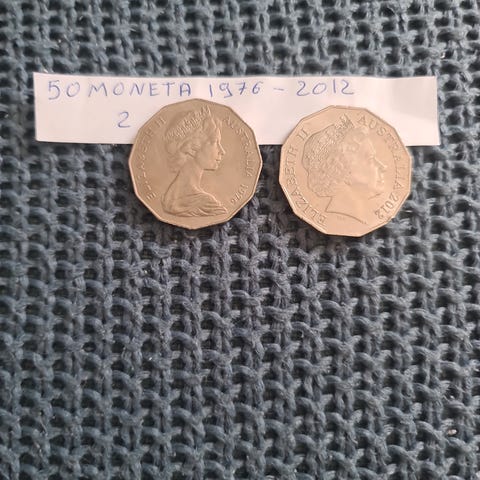 50 MONETA 1976 - 2012
2
ELIZABETH II AUSTRALIA 1976
ELIZABETH II AUSTRALIA 2012